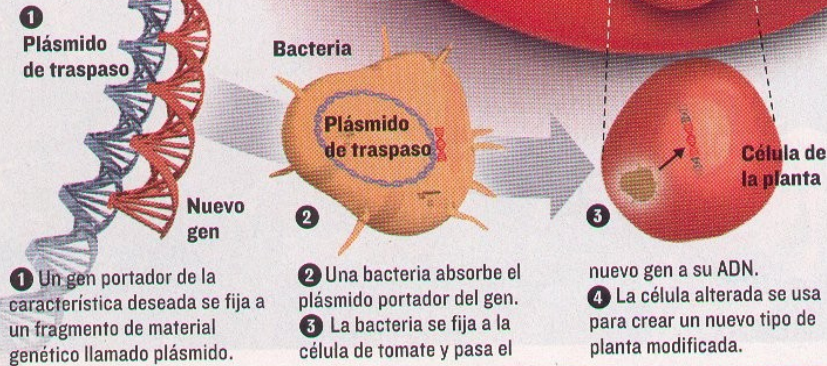 1
Plásmido
de traspaso
Nuevo
gen
Bacteria
Plásmido
de traspaso
2
Célula de
la planta
3
1 Un gen portador de la
característica deseada se fija a
un fragmento de material
genético llamado plásmido.
2 Una bacteria absorbe el
plásmido portador del gen.
3 La bacteria se fija a la
célula de tomate y pasa el
nuevo gen a su ADN.
4 La célula alterada se usa
para crear un nuevo tipo de
planta modificada.